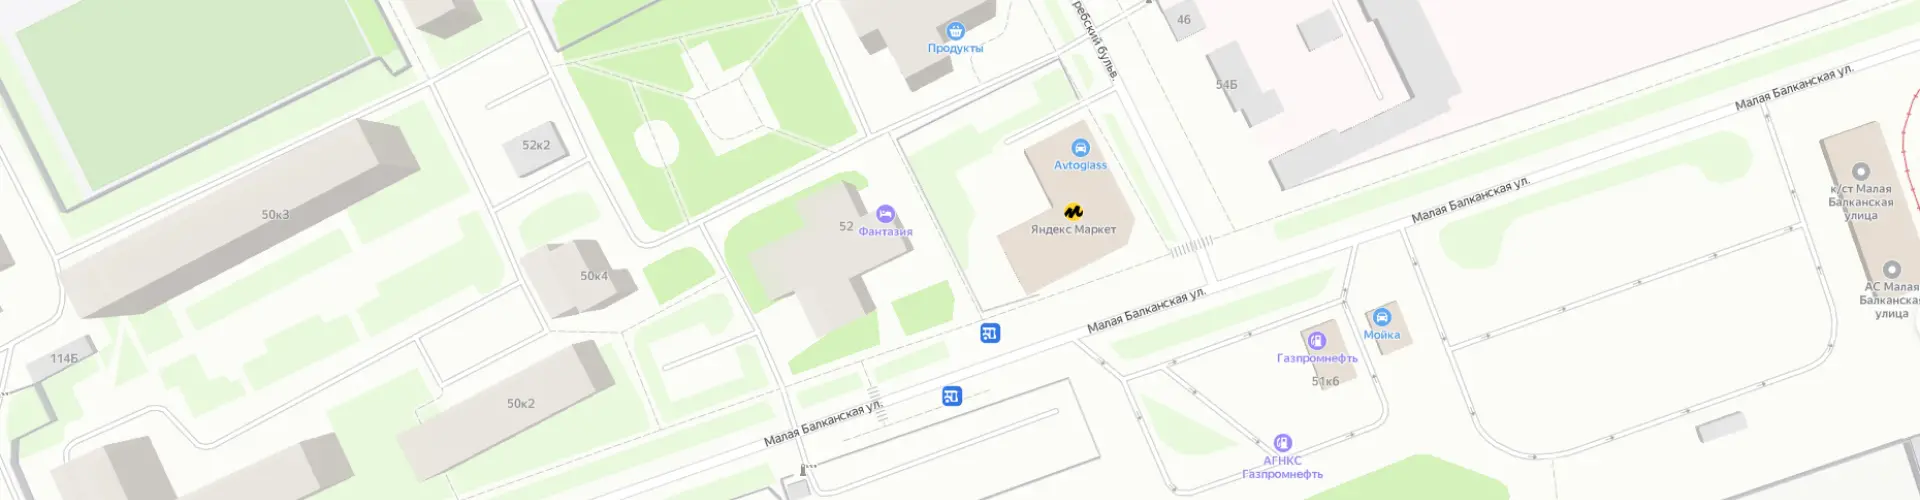 46
ребский бульв.
Продукты
Малая Балканская ул.
54Б
52к2
Avtoglass
Малая Балканская ул.
к/ст Малая
Балканская
улица
50к3
52
Фантазия
Яндекс Маркет
50к4
АС Малая
Балканская
улица
Малая Балканская ул.
Мойка
114Б
Газпромнефть
51к6
50к2
Малая Балканская ул.
АГНКС
Газпромнефть